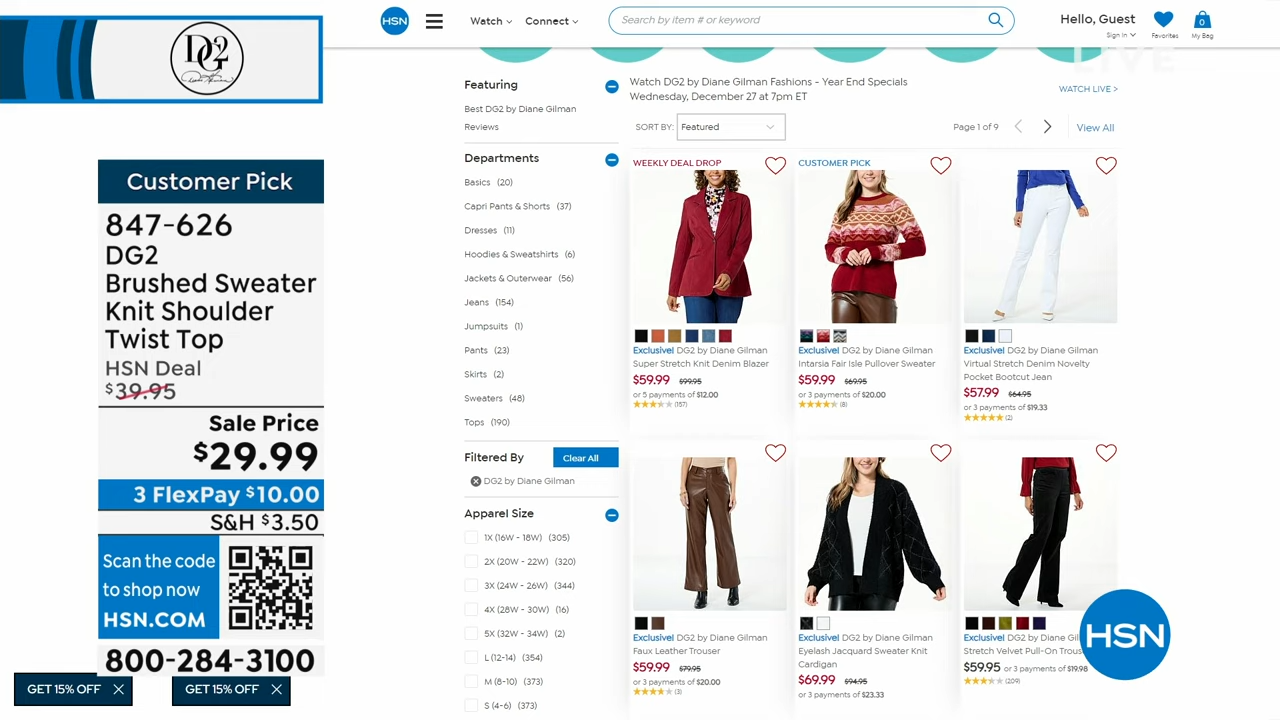 DG2
Customer Pick
847-626
DG2
Brushed Sweater
Knit Shoulder
Twist Top
HSN Deal
$39.95
Sale Price
$29.99
3 FlexPay $10.00
S&H $3.50
Scan the code
to shop now
HSN.COM
800-284-3100
GET 15% OFF
GET 15% OFF
HSN
Watch
Connect
Search by item # or keyword
Hello, Guest
Sign In
Favorites
0
My Bag
LIVE
Featuring
Best DG2 by Diane Gilman
Reviews
Departments
Basics (20)
Capri Pants & Shorts (37)
Dresses (11)
Hoodies & Sweatshirts (6)
Jackets & Outerwear (56)
Jeans (154)
Jumpsuits (1)
Pants (23)
Skirts (2)
Sweaters (48)
Tops (190)
Filtered By
Clear All
DG2 by Diane Gilman
Apparel Size
1X (16W - 18W) (305)
2X (20W - 22W) (320)
3X (24W - 26W) (344)
4X (28W - 30W) (16)
5X (32W - 34W) (2)
L (12-14) (354)
M (8-10) (373)
S (4-6) (373)
Watch DG2 by Diane Gilman Fashions - Year End Specials
Wednesday, December 27 at 7pm ET
WATCH LIVE >
SORT BY:
Featured
Page 1 of 9
View All
WEEKLY DEAL DROP
Exclusive! DG2 by Diane Gilman
Super Stretch Knit Denim Blazer
$59.99 $99.95
or 5 payments of $12.00
(157)
CUSTOMER PICK
Exclusive! DG2 by Diane Gilman
Intarsia Fair Isle Pullover Sweater
$59.99 $69.95
or 3 payments of $20.00
(8)
Exclusive! DG2 by Diane Gilman
Virtual Stretch Denim Novelty
Pocket Bootcut Jean
$57.99 $64.95
or 3 payments of $19.33
(2)
Exclusive! DG2 by Diane Gilman
Faux Leather Trouser
$59.99 $79.95
or 3 payments of $20.00
(3)
Exclusive! DG2 by Diane Gilman
Eyelash Jacquard Sweater Knit
Cardigan
$69.99 $94.95
or 3 payments of $23.33
Exclusive! DG2 by Diane Gil
Stretch Velvet Pull-On Trous
$59.95 or 3 payments of $19.98
(209)
HSN